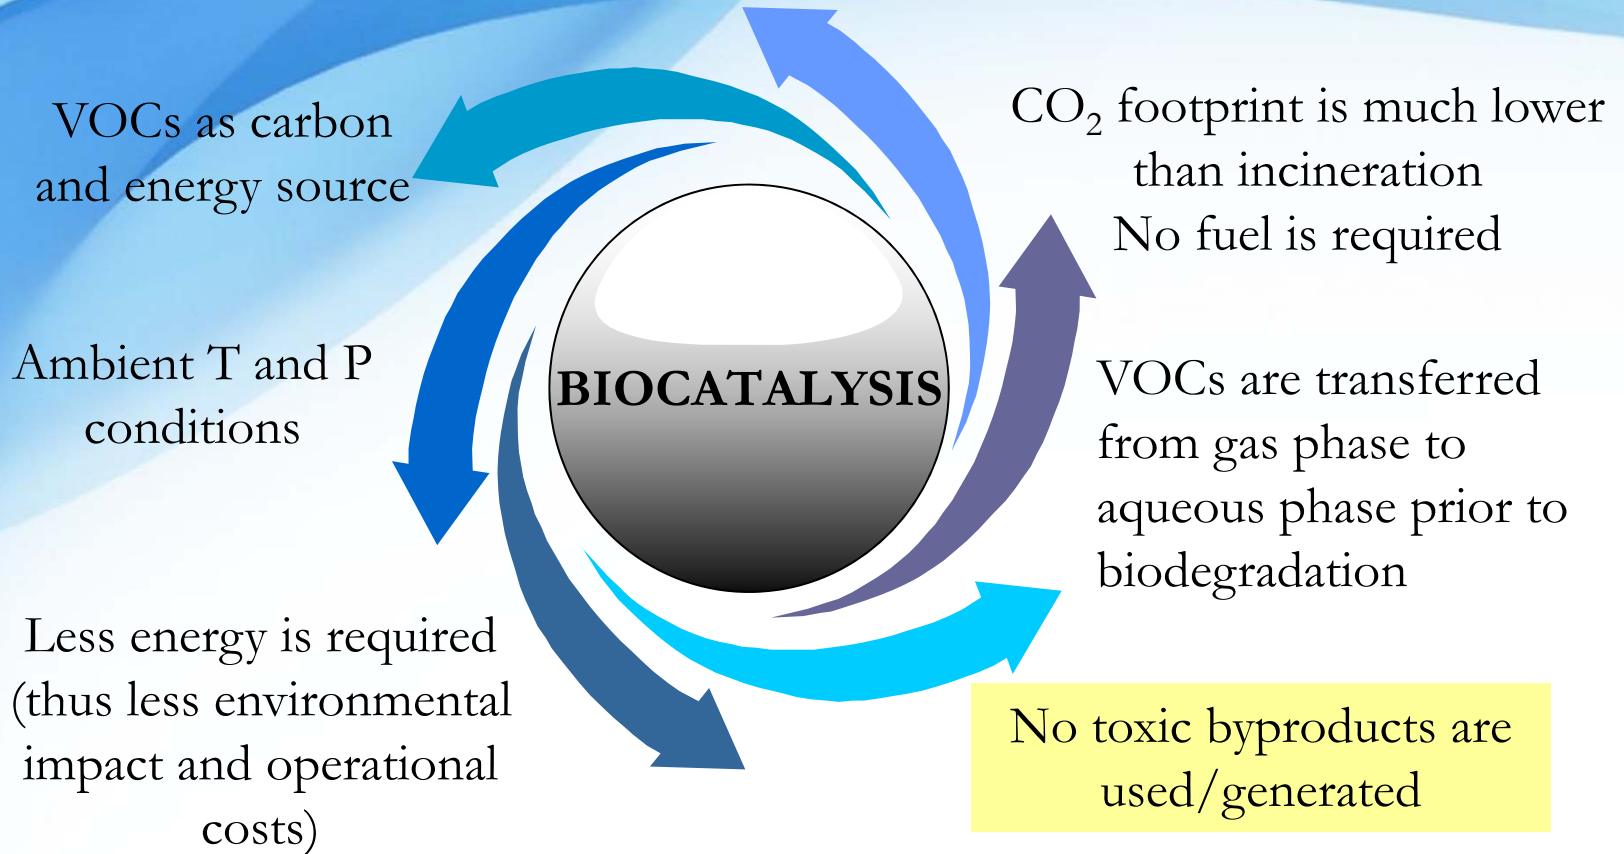 VOCs as carbon
and energy source
Ambient T and P
conditions
Less energy is required
(thus less environmental
impact and operational
costs)
BIOCATALYSIS
CO₂ footprint is much lower
than incineration
No fuel is required
VOCs are transferred
from gas phase to
aqueous phase prior to
biodegradation
No toxic byproducts are
used/generated